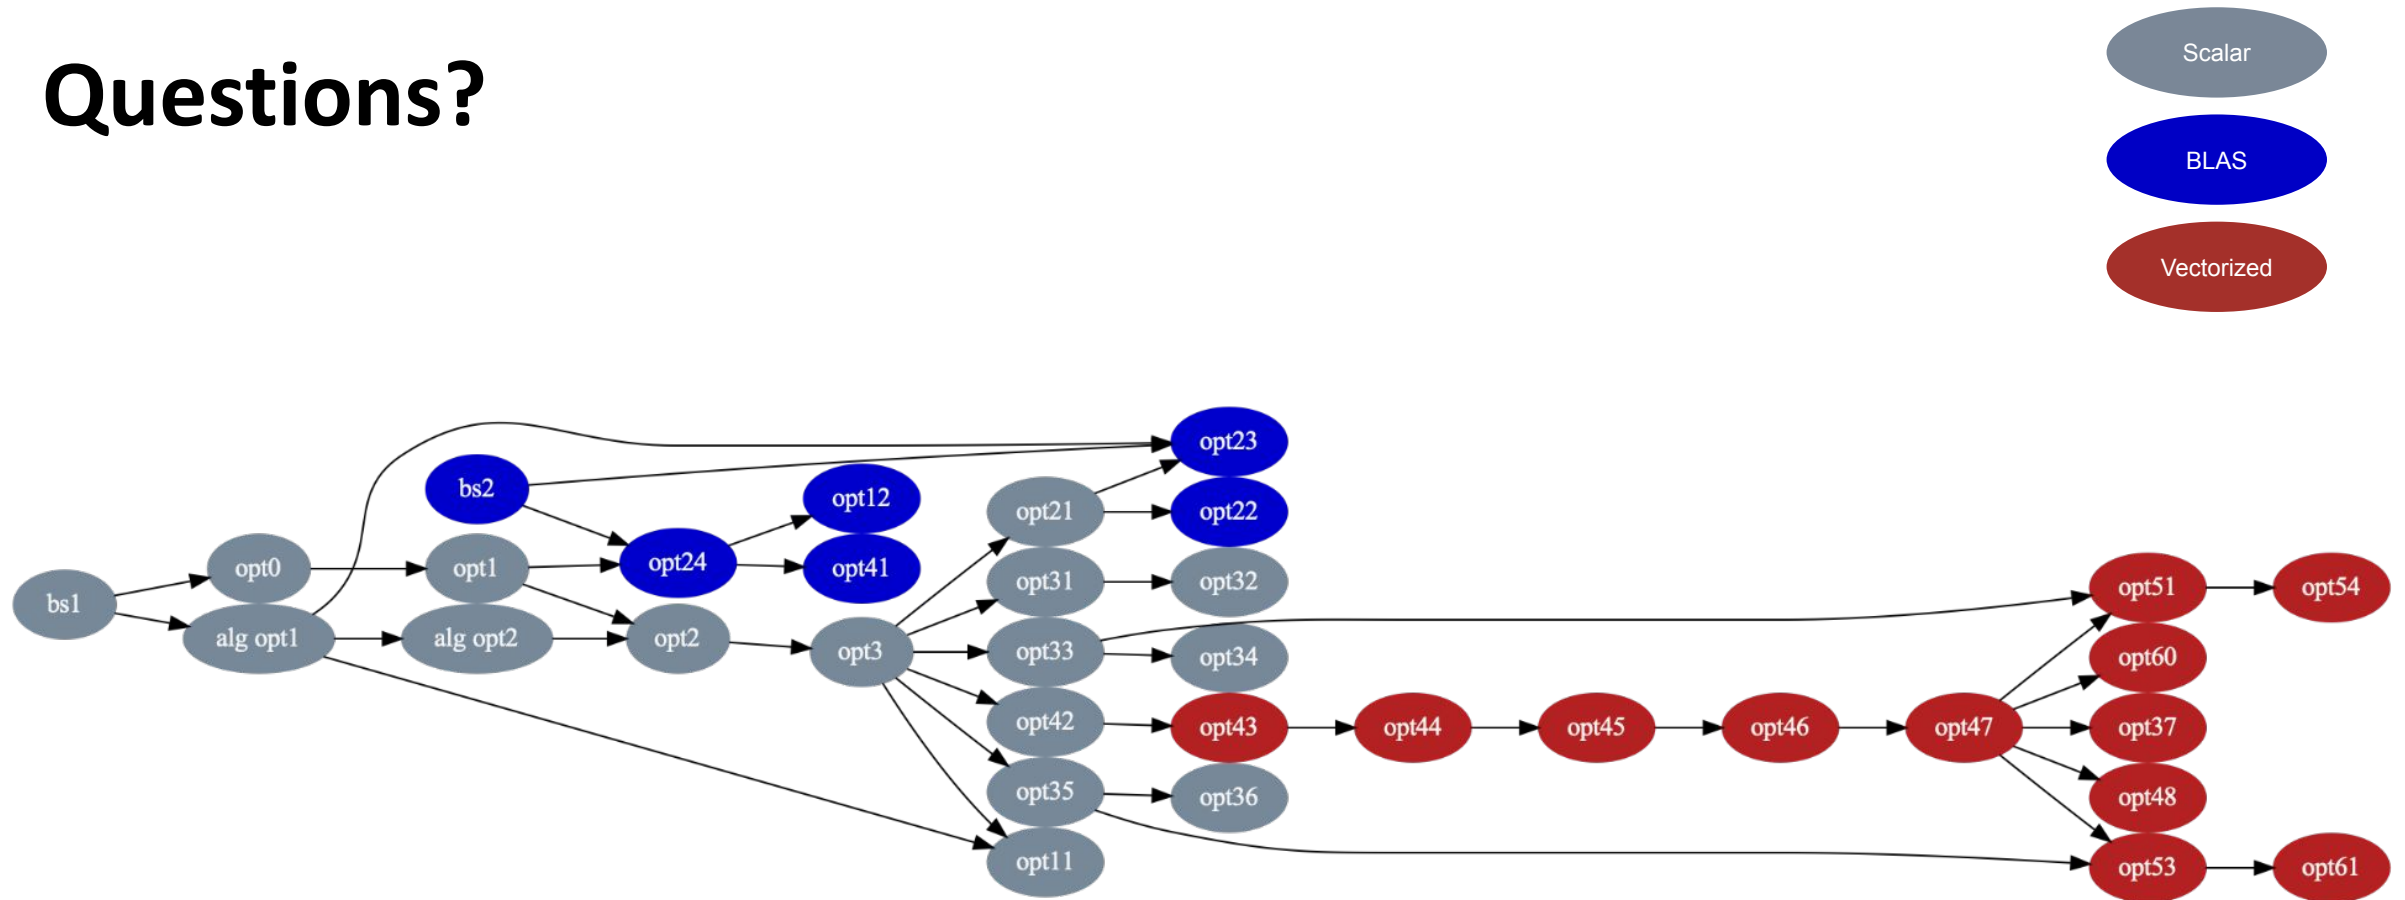 Questions?
Scalar
BLAS
Vectorized
bs1
opt0
alg opt1
bs2
opt1
alg opt2
opt24
opt2
opt12
opt41
opt3
opt21
opt31
opt33
opt42
opt35
opt11
opt23
opt22
opt32
opt34
opt43
opt36
opt44
opt45
opt46
opt47
opt51
opt60
opt37
opt48
opt53
opt54
opt61